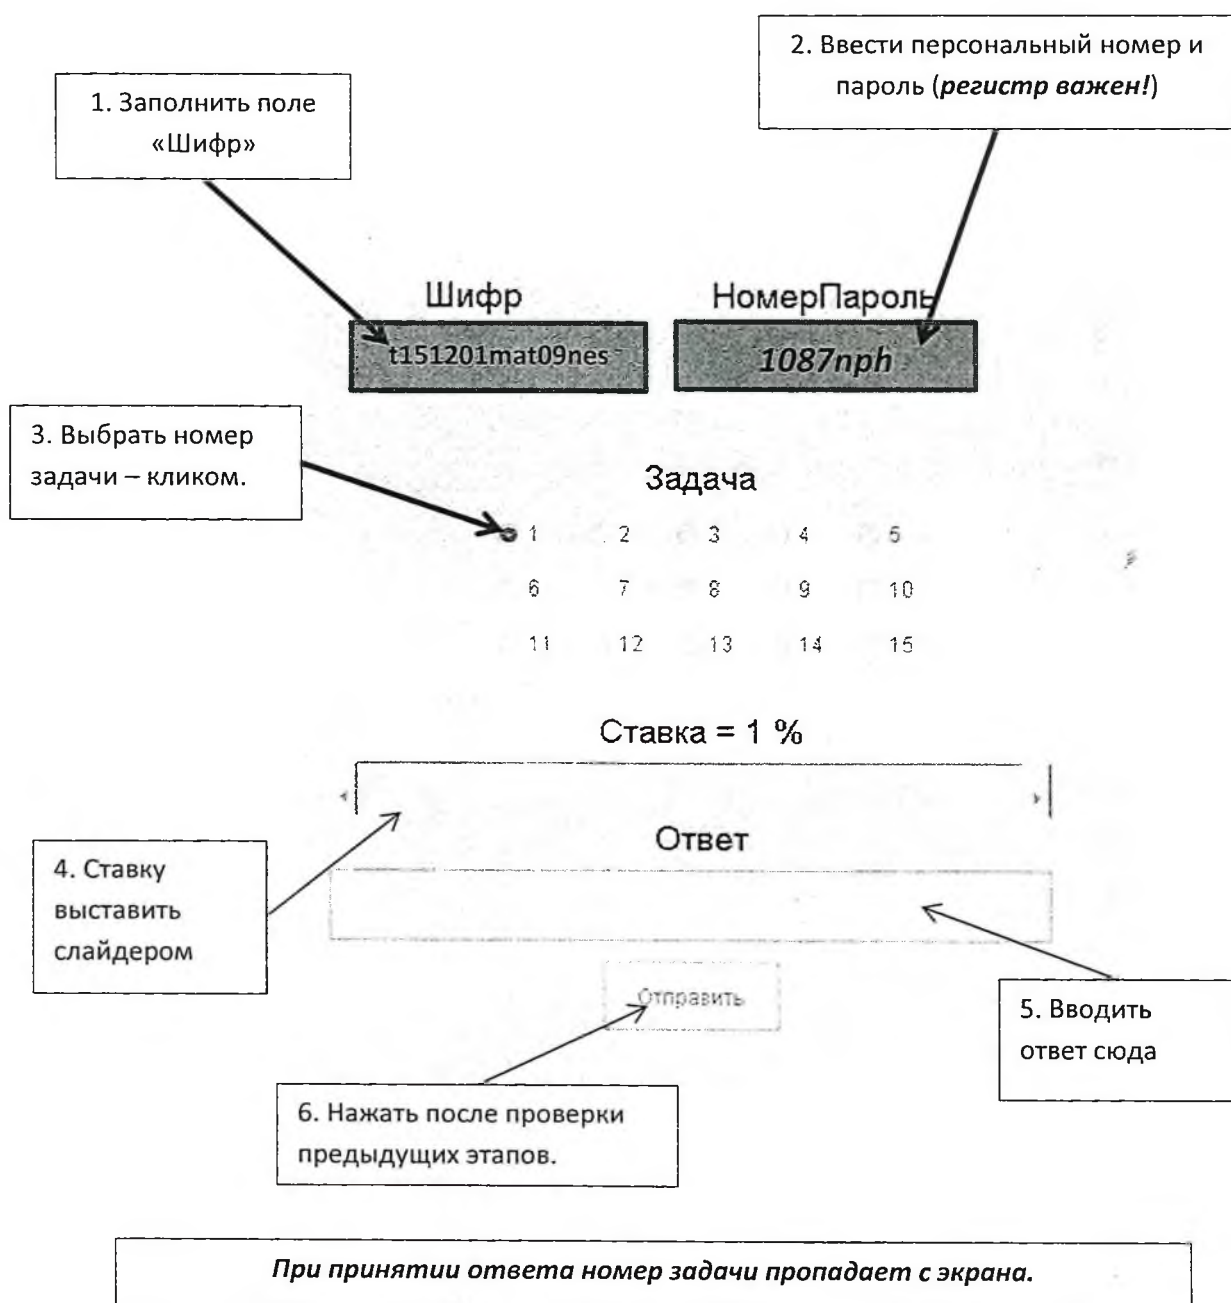 2. Ввести персональный номер и
пароль (регистр важен!)
1. Заполнить поле
«Шифр»
Шифр
НомерПароль
t151201mat09nes
1087nph
3. Выбрать номер
задачи – кликом.
Задача
1 2 3 4 5
6 7 8 9 10
11 12 13 14 15
Ставка = 1 %
Ответ
4. Ставку
выставить
слайдером
Отправить
5. Вводить
ответ сюда
6. Нажать после проверки
предыдущих этапов.
При принятии ответа номер задачи пропадает с экрана.